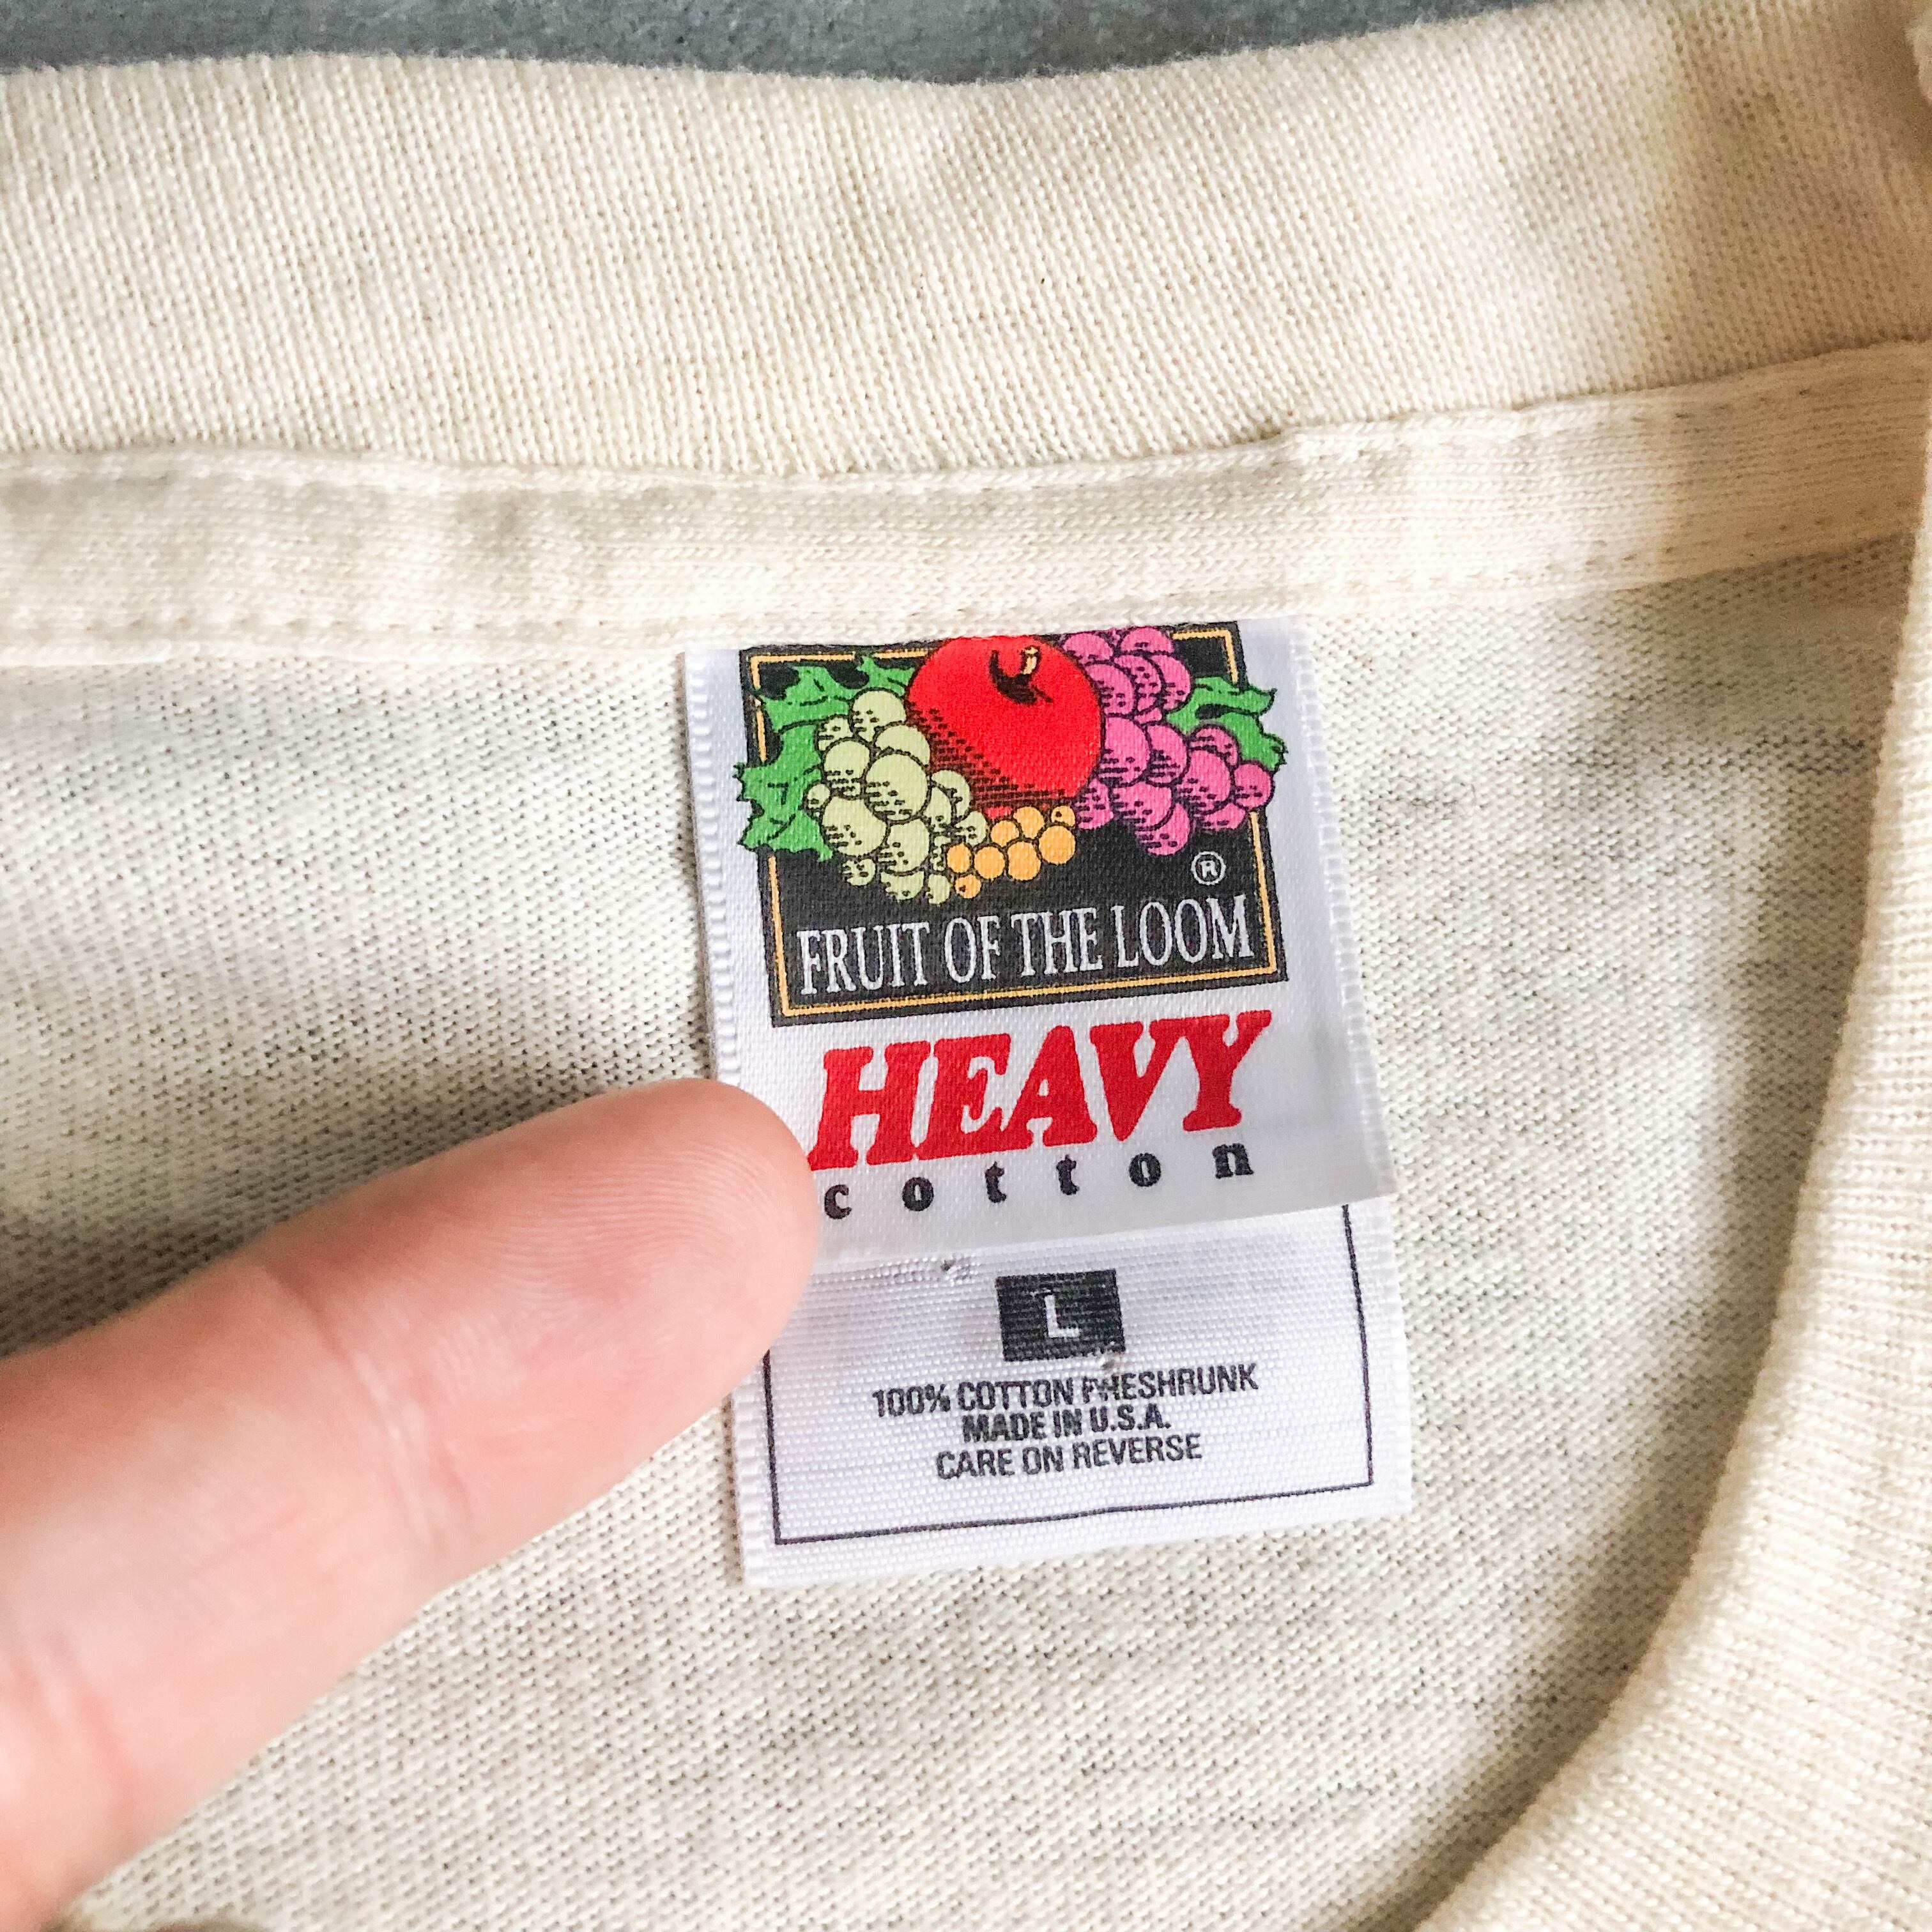 ®
FRUIT OF THE LOOM
HEAVY
cotton
L
100% COTTON PRESHRUNK
MADE IN U.S.A.
CARE ON REVERSE